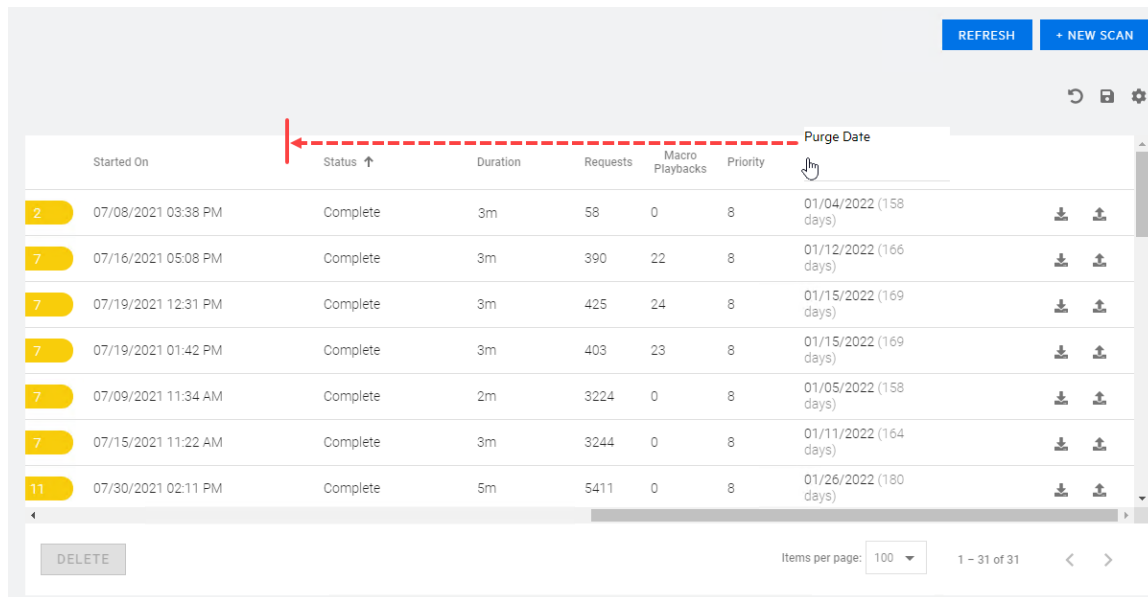 REFRESH + NEW SCAN
Purge Date
Started On Status Duration Requests Macro Playbacks Priority
2 07/08/2021 03:38 PM Complete 3m 58 0 8 01/04/2022 (158 days)
7 07/16/2021 05:08 PM Complete 3m 390 22 8 01/12/2022 (166 days)
7 07/19/2021 12:31 PM Complete 3m 425 24 8 01/15/2022 (169 days)
7 07/19/2021 01:42 PM Complete 3m 403 23 8 01/15/2022 (169 days)
7 07/09/2021 11:34 AM Complete 2m 3224 0 8 01/05/2022 (158 days)
7 07/15/2021 11:22 AM Complete 3m 3244 0 8 01/11/2022 (164 days)
11 07/30/2021 02:11 PM Complete 5m 5411 0 8 01/26/2022 (180 days)
DELETE Items per page: 100 1 – 31 of 31